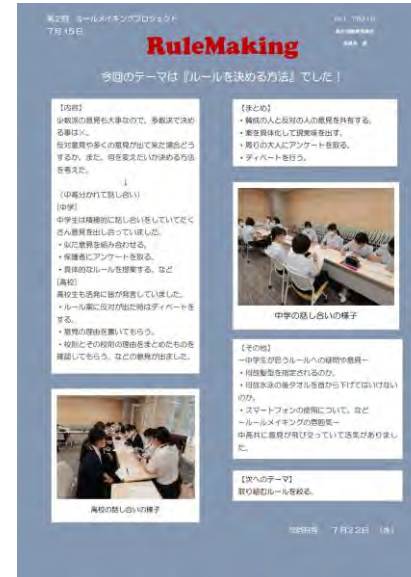 第2回 ルールメイキングプロジェクト
7月15日
RuleMaking
今回のテーマは『ルールを決める方法』でした！
【内容】
少数派の意見も大事なので、多数決で決め
る事は×。
反対意見や多くの意見が出て来た場合どう
するか、また、何を変えたいか決める方法
を考えた。
↓
（中高分かれて話し合い）
[中学]
中学生は積極的に話し合いをしていてたく
さん意見を出し合っていました。
・似た意見を組み合わせる。
・保護者にアンケートを取る。
・具体的なルールを提案する、など
[高校]
高校生も活発に皆が発言していました。
・ルール案に反対が出た時はディベートを
する。
・意見の理由を書いてもらう。
・校則とその校則の理由をまとめたものを
確認してもらう、などの意見が出ました。
高校の話し合いの様子
【まとめ】
・賛成の人と反対の人の意見を共有する。
・案を具体化して現実味を出す。
・周りの大人にアンケートを取る。
・ディベートを行う。
中学の話し合いの様子
【その他】
ー中学生が思うルールへの疑問や意見ー
・何故髪型を指定されるのか。
・何故水泳の後タオルを首から下げてはいけない
のか。
・スマートフォンの使用について、など
ールールメイキングの雰囲気ー
中高共に意見が飛び交っていて活気がありまし
た。
【次へのテーマ】
取り組むルールを絞る。
次回日程 7月22日 (水)